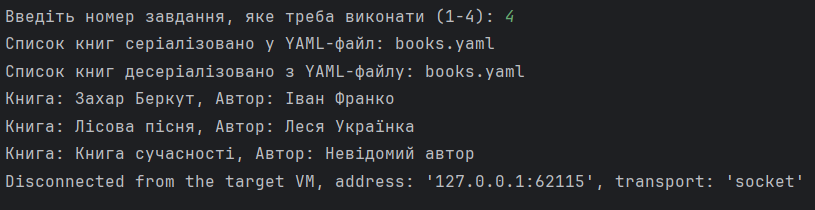 Введіть номер завдання, яке треба виконати (1-4): 4
Список книг серіалізовано у YAML-файл: books.yaml
Список книг десеріалізовано з YAML-файлу: books.yaml
Книга: Захар Беркут, Автор: Іван Франко
Книга: Лісова пісня, Автор: Леся Українка
Книга: Книга сучасності, Автор: Невідомий автор
Disconnected from the target VM, address: '127.0.0.1:62115', transport: 'socket'